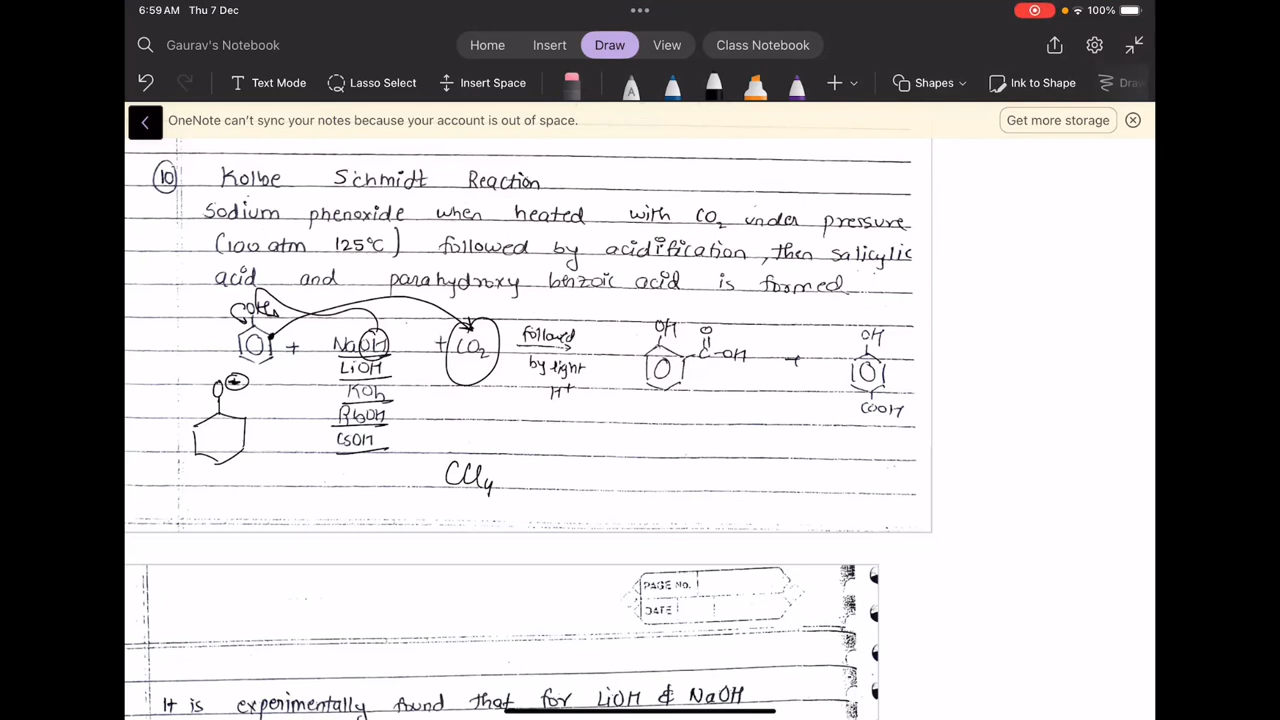 6:59 AM Thu 7 Dec
100%
Gaurav's Notebook
Home Insert Draw View Class Notebook
Text Mode Lasso Select Insert Space Shapes Ink to Shape
OneNote can't sync your notes because your account is out of space. Get more storage
10 Kolbe Schmidt Reaction
Sodium phenoxide when heated with CO₂ under pressure
(100 atm 125°C) followed by acidification, then salicylic
acid and parahydroxy benzoic acid is formed
+ NaOH + CO₂ followed by light H⁺ OH O C-OH + OH COOH
LiOH
KOH
RbOH
CsOH
O
CCl₄
PAGE NO.
DATE
It is experimentally found that for LiOH & NaOH